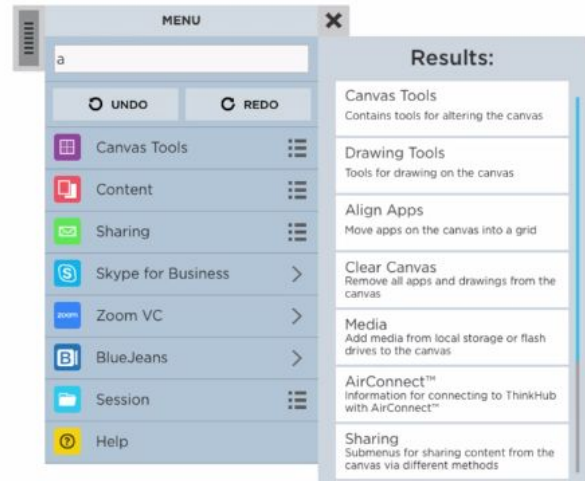 MENU
a
UNDO
REDO
Canvas Tools
Content
Sharing
Skype for Business
zoom
Zoom VC
BlueJeans
Session
Help
Results:
Canvas Tools
Contains tools for altering the canvas
Drawing Tools
Tools for drawing on the canvas
Align Apps
Move apps on the canvas into a grid
Clear Canvas
Remove all apps and drawings from the
canvas
Media
Add media from local storage or flash
drives to the canvas
AirConnect™
Information for connecting to ThinkHub
with AirConnect™
Sharing
Submenus for sharing content from the
canvas via different methods